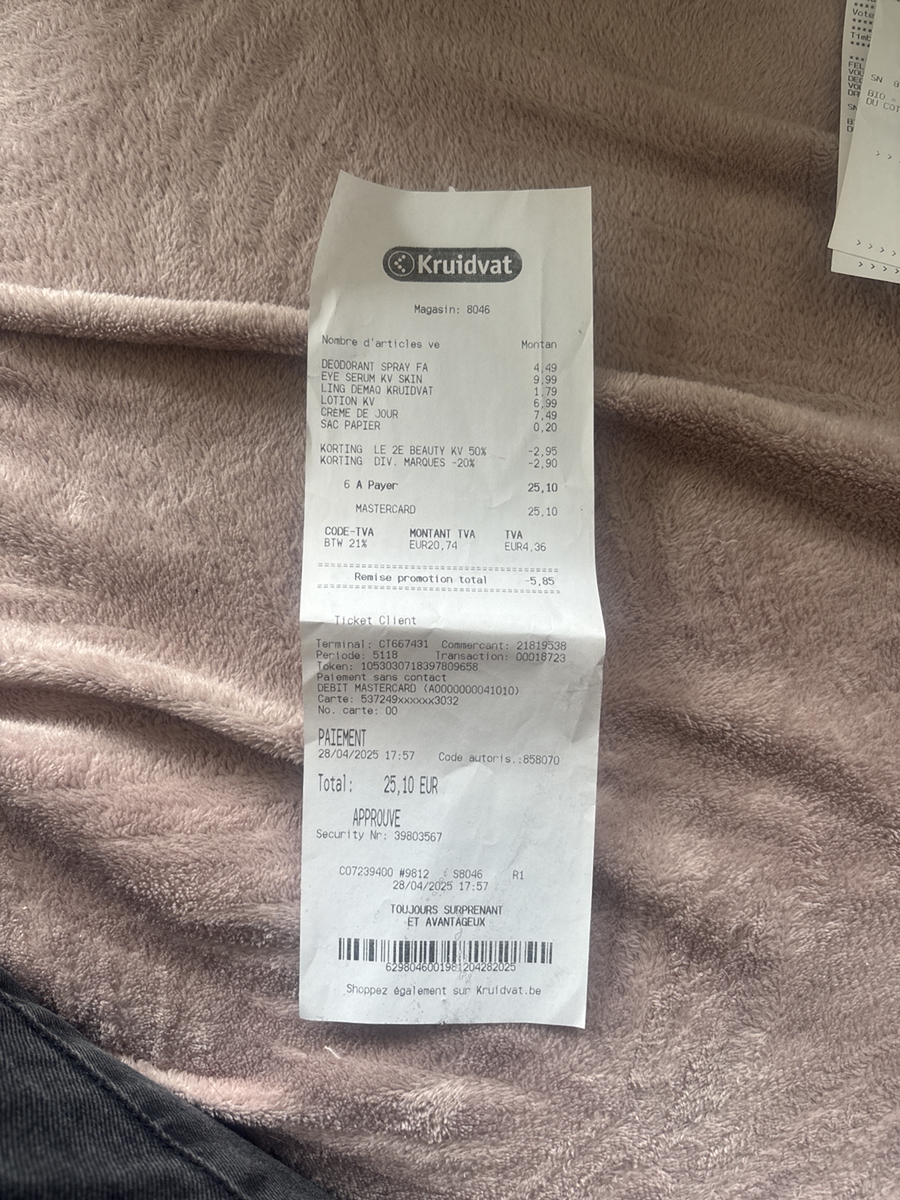 Kruidvat
Magasin: 8046
Nombre d'articles ve Montan
DEODORANT SPRAY FA 4,49
EYE SERUM KV SKIN 9,99
LING DEMAQ KRUIDVAT 1,79
LOTION KV 6,99
CREME DE JOUR 7,49
SAC PAPIER 0,20
KORTING LE 2E BEAUTY KV 50% -2,95
KORTING DIV. MARQUES -20% -2,90
6 A Payer 25,10
MASTERCARD 25,10
CODE-TVA MONTANT TVA TVA
BTW 21% EUR20,74 EUR4,36
Remise promotion total -5,85
Ticket Client
Terminal: CT667431 Commercant: 21819538
Periode: 5118 Transaction: 00018723
Token: 1053030718397809658
Paiement sans contact
DEBIT MASTERCARD (A0000000041010)
Carte: 537249xxxxxx3032
No. carte: 00
PAIEMENT
28/04/2025 17:57 Code autoris.:858070
Total: 25,10 EUR
APPROUVE
Security Nr: 39803567
C07239400 #9812 S8046 R1
28/04/2025 17:57
TOUJOURS SURPRENANT
ET AVANTAGEUX
6298046001981204282025
Shoppez également sur Kruidvat.be
SN
BIO